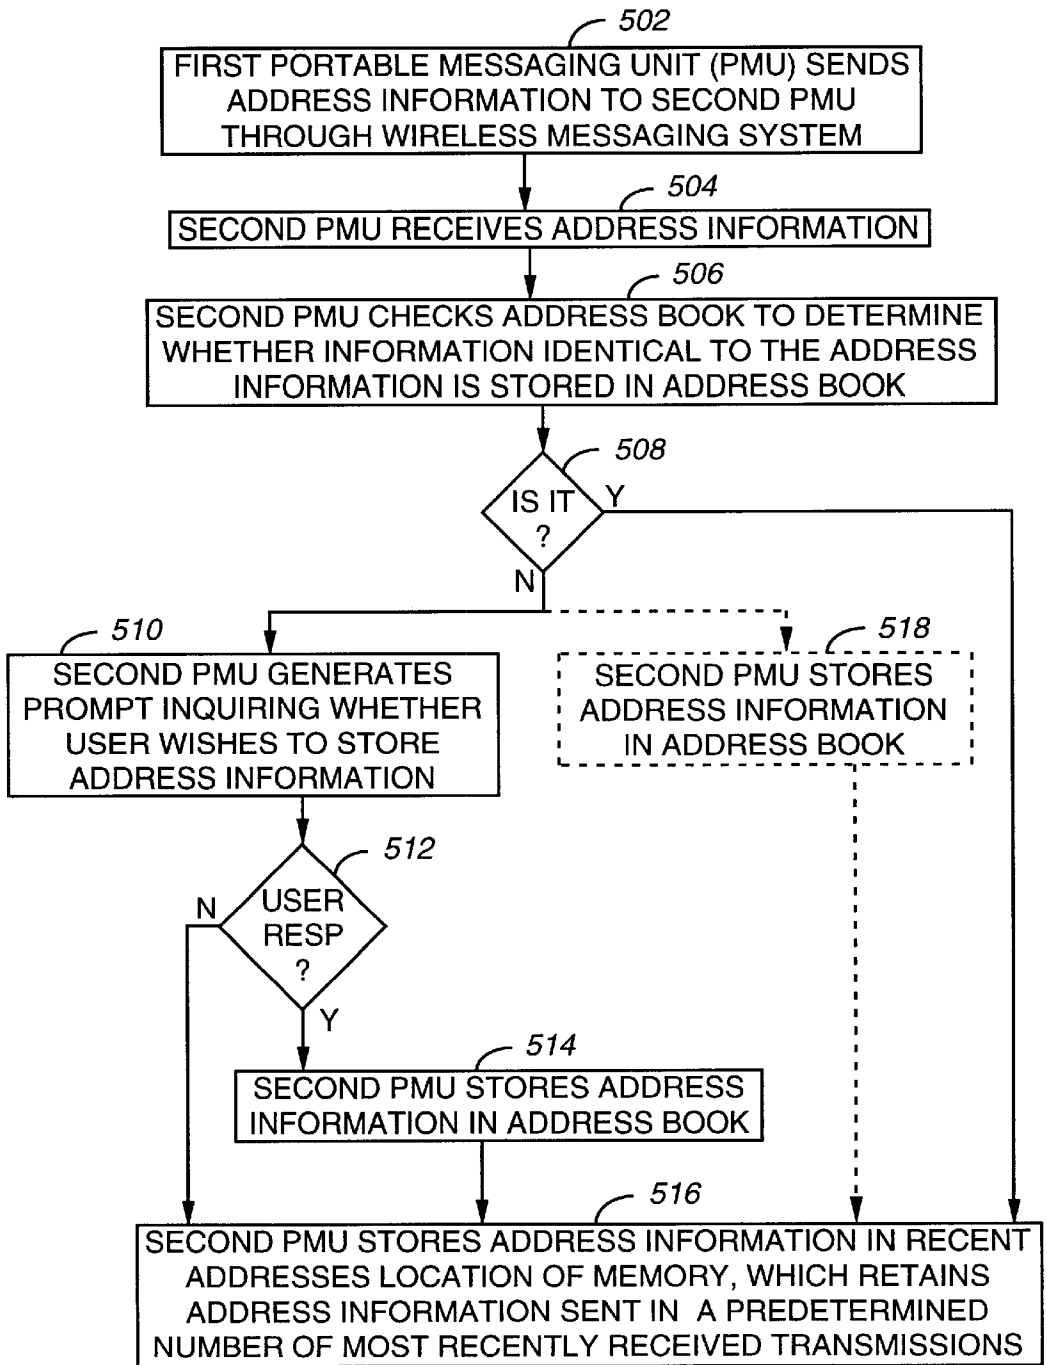 502
FIRST PORTABLE MESSAGING UNIT (PMU) SENDS
ADDRESS INFORMATION TO SECOND PMU
THROUGH WIRELESS MESSAGING SYSTEM
504
SECOND PMU RECEIVES ADDRESS INFORMATION
506
SECOND PMU CHECKS ADDRESS BOOK TO DETERMINE
WHETHER INFORMATION IDENTICAL TO THE ADDRESS
INFORMATION IS STORED IN ADDRESS BOOK
508
IS IT
?
Y
N
510
SECOND PMU GENERATES
PROMPT INQUIRING WHETHER
USER WISHES TO STORE
ADDRESS INFORMATION
518
SECOND PMU STORES
ADDRESS INFORMATION
IN ADDRESS BOOK
512
USER
RESP
?
N
Y
514
SECOND PMU STORES ADDRESS
INFORMATION IN ADDRESS BOOK
516
SECOND PMU STORES ADDRESS INFORMATION IN RECENT
ADDRESSES LOCATION OF MEMORY, WHICH RETAINS
ADDRESS INFORMATION SENT IN A PREDETERMINED
NUMBER OF MOST RECENTLY RECEIVED TRANSMISSIONS